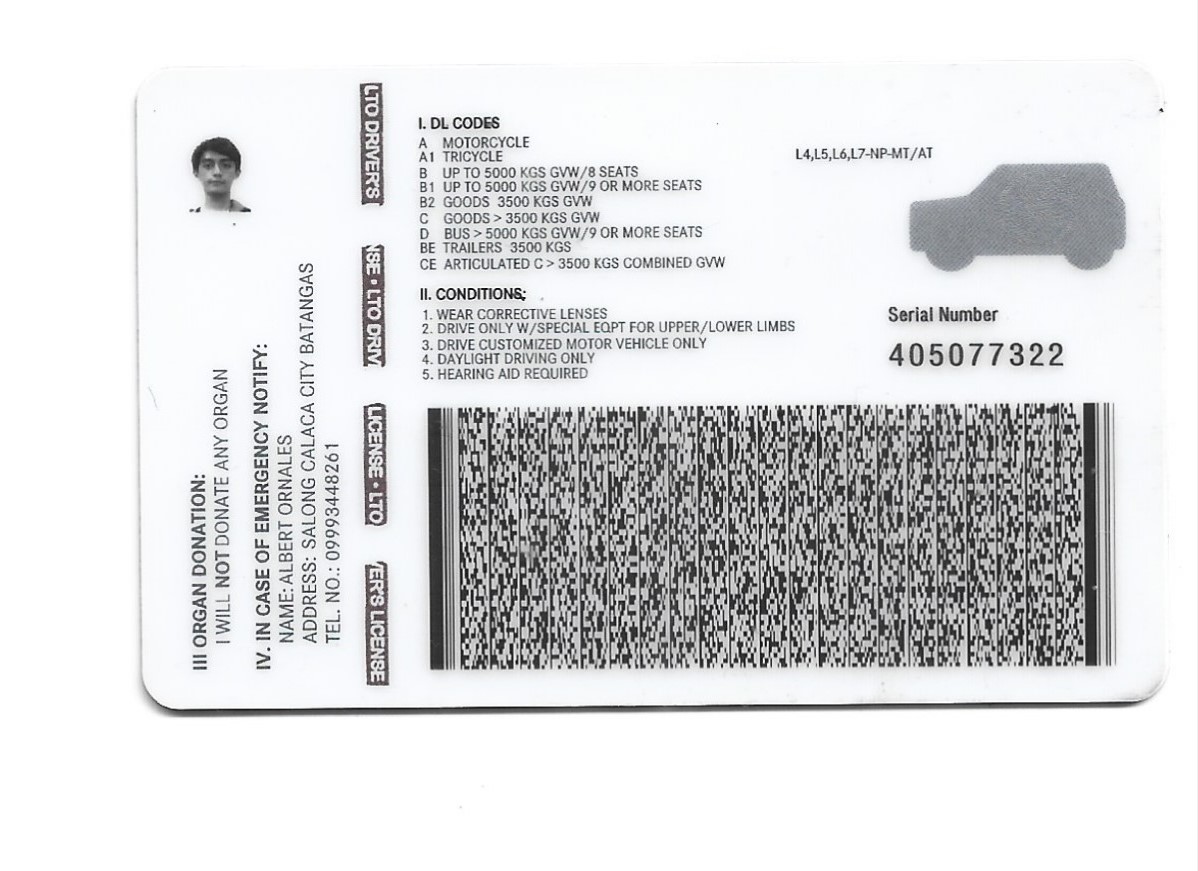 III ORGAN DONATION:
I WILL NOT DONATE ANY ORGAN
IV. IN CASE OF EMERGENCY NOTIFY:
NAME: ALBERT ORNALES
ADDRESS: SALONG CALACA CITY BATANGAS
TEL. NO.: 09993448261
LTO DRIVER'S
NSE • LTO DRIV
LICENSE • LTO
ER'S LICENSE
I. DL CODES
A MOTORCYCLE
A1 TRICYCLE
B UP TO 5000 KGS GVW/8 SEATS
B1 UP TO 5000 KGS GVW/9 OR MORE SEATS
B2 GOODS 3500 KGS GVW
C GOODS > 3500 KGS GVW
D BUS > 5000 KGS GVW/9 OR MORE SEATS
BE TRAILERS 3500 KGS
CE ARTICULATED C > 3500 KGS COMBINED GVW
II. CONDITIONS:
1. WEAR CORRECTIVE LENSES
2. DRIVE ONLY W/SPECIAL EQPT FOR UPPER/LOWER LIMBS
3. DRIVE CUSTOMIZED MOTOR VEHICLE ONLY
4. DAYLIGHT DRIVING ONLY
5. HEARING AID REQUIRED
L4,L5,L6,L7-NP-MT/AT
Serial Number
405077322